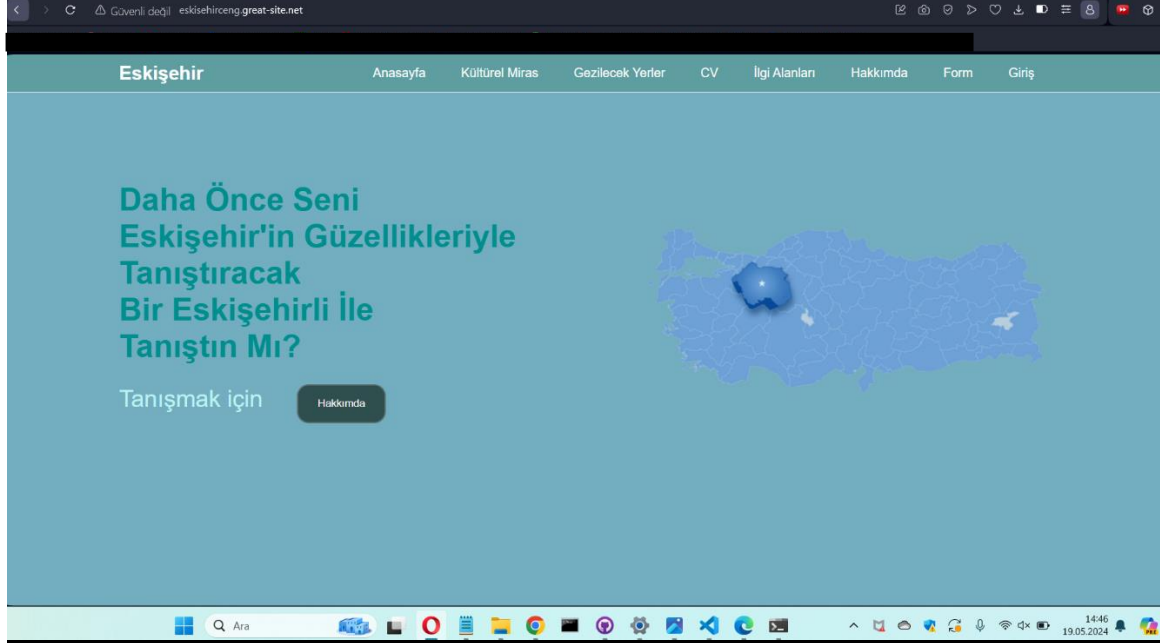 Güvenli değil eskisehirceng.great-site.net
Eskişehir Anasayfa Kültürel Miras Gezilecek Yerler CV İlgi Alanları Hakkımda Form Giriş
Daha Önce Seni
Eskişehir'in Güzellikleriyle
Tanıştıracak
Bir Eskişehirli İle
Tanıştın Mı?
Tanışmak için Hakkımda
Ara
14:46
19.05.2024